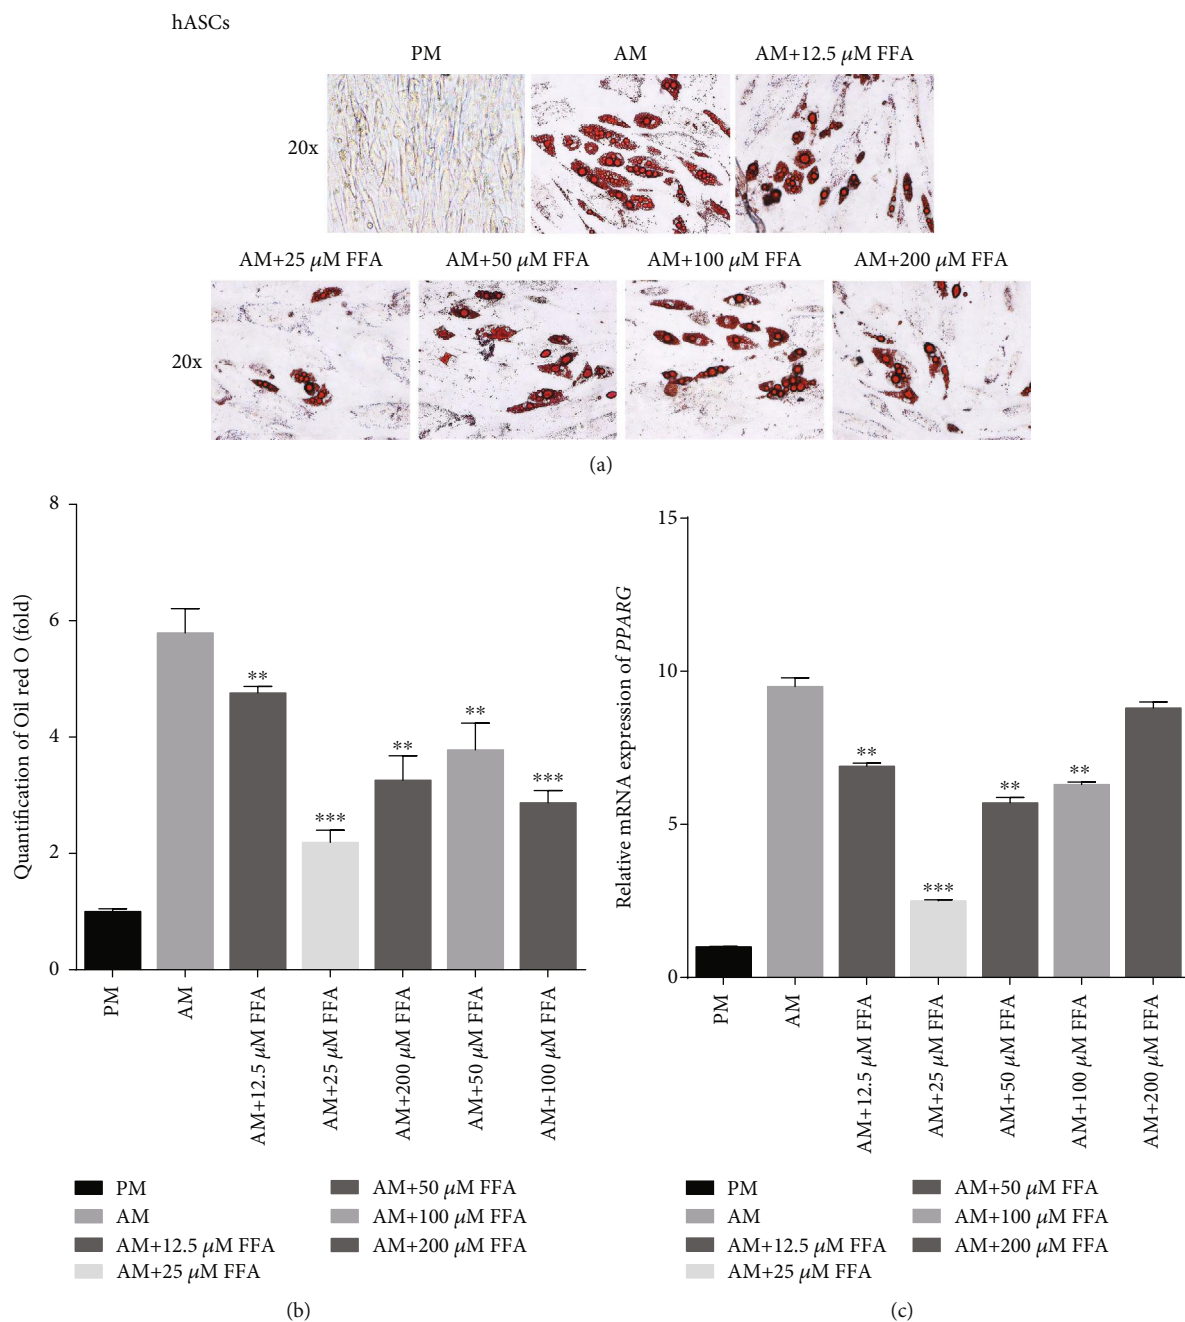 hASCs
PM
AM
AM+12.5 μM FFA
20x
AM+25 μM FFA
AM+50 μM FFA
AM+100 μM FFA
AM+200 μM FFA
20x
(a)
Quantification of Oil red O (fold)
8
6
4
2
0
**
***
**
**
***
PM
AM
AM+12.5 μM FFA
AM+25 μM FFA
AM+200 μM FFA
AM+50 μM FFA
AM+100 μM FFA
PM
AM
AM+12.5 μM FFA
AM+25 μM FFA
AM+50 μM FFA
AM+100 μM FFA
AM+200 μM FFA
(b)
Relative mRNA expression of PPARG
15
10
5
0
**
***
**
**
PM
AM
AM+12.5 μM FFA
AM+25 μM FFA
AM+50 μM FFA
AM+100 μM FFA
AM+200 μM FFA
PM
AM
AM+12.5 μM FFA
AM+25 μM FFA
AM+50 μM FFA
AM+100 μM FFA
AM+200 μM FFA
(c)